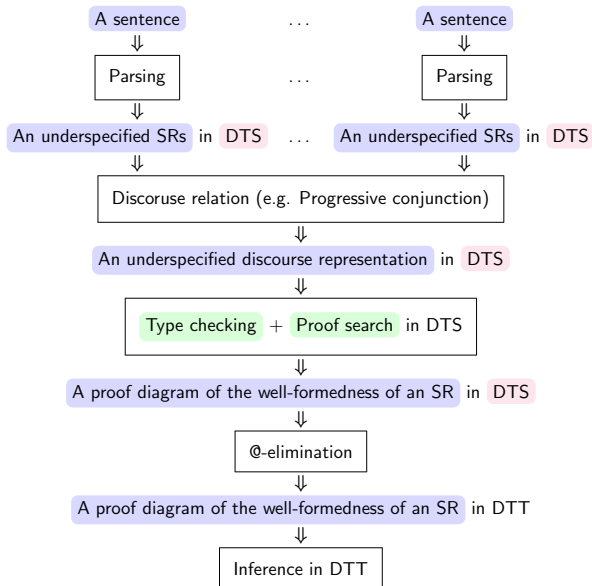 A sentence ... A sentence
⇓ ⇓
Parsing ... Parsing
⇓ ⇓
An underspecified SRs in DTS ... An underspecified SRs in DTS
⇓ ⇓
Discoruse relation (e.g. Progressive conjunction)
⇓
An underspecified discourse representation in DTS
⇓
Type checking + Proof search in DTS
⇓
A proof diagram of the well-formedness of an SR in DTS
⇓
@-elimination
⇓
A proof diagram of the well-formedness of an SR in DTT
⇓
Inference in DTT